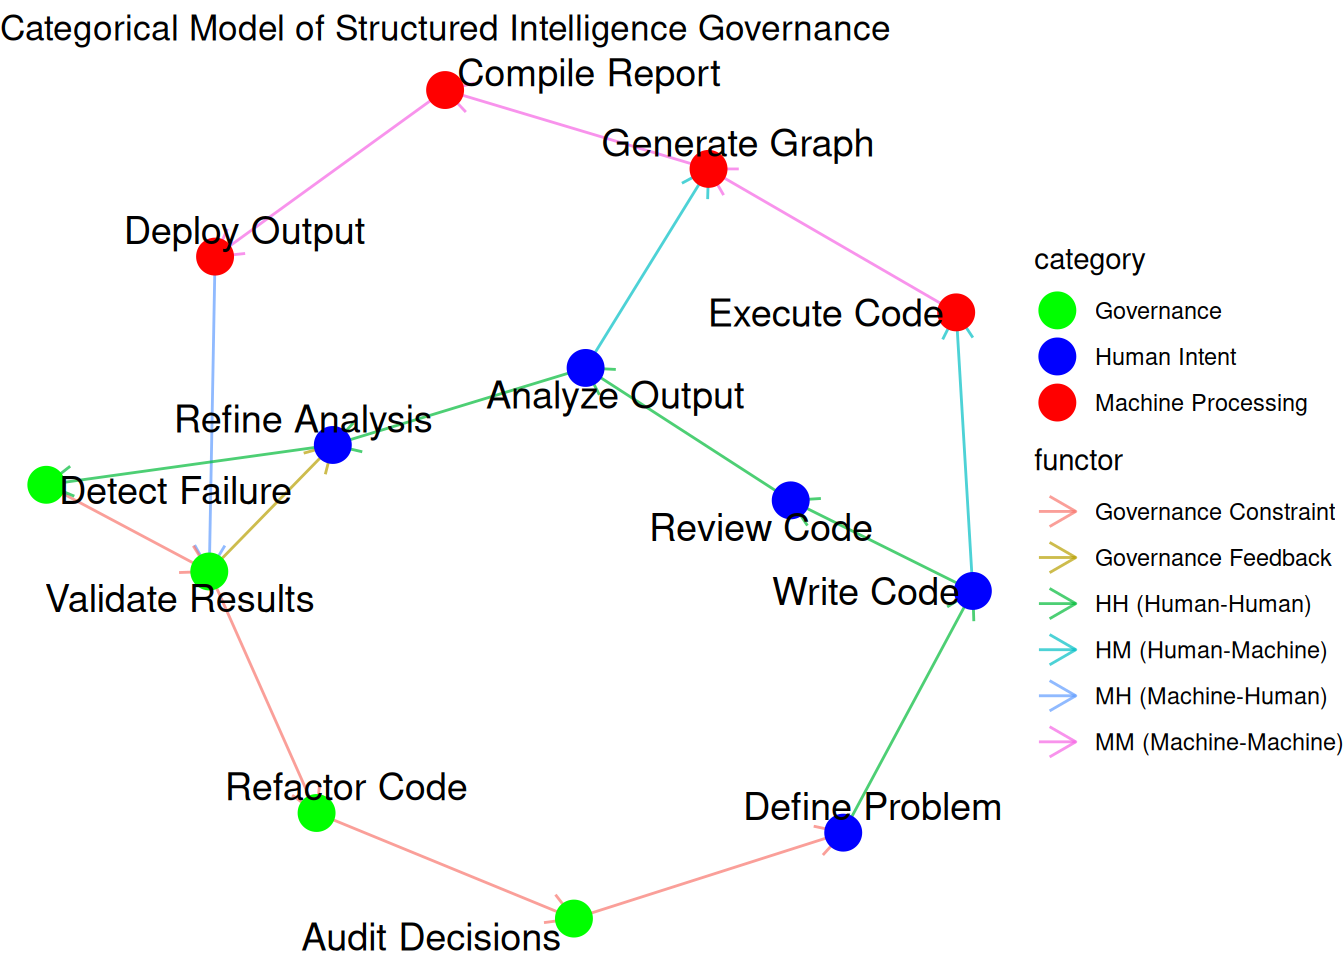 Categorical Model of Structured Intelligence Governance
Compile Report
Generate Graph
Deploy Output
Execute Code
Analyze Output
Refine Analysis
Detect Failure
Review Code
Validate Results
Write Code
Refactor Code
Define Problem
Audit Decisions
category
Governance
Human Intent
Machine Processing
functor
Governance Constraint
Governance Feedback
HH (Human-Human)
HM (Human-Machine)
MH (Machine-Human)
MM (Machine-Machine)